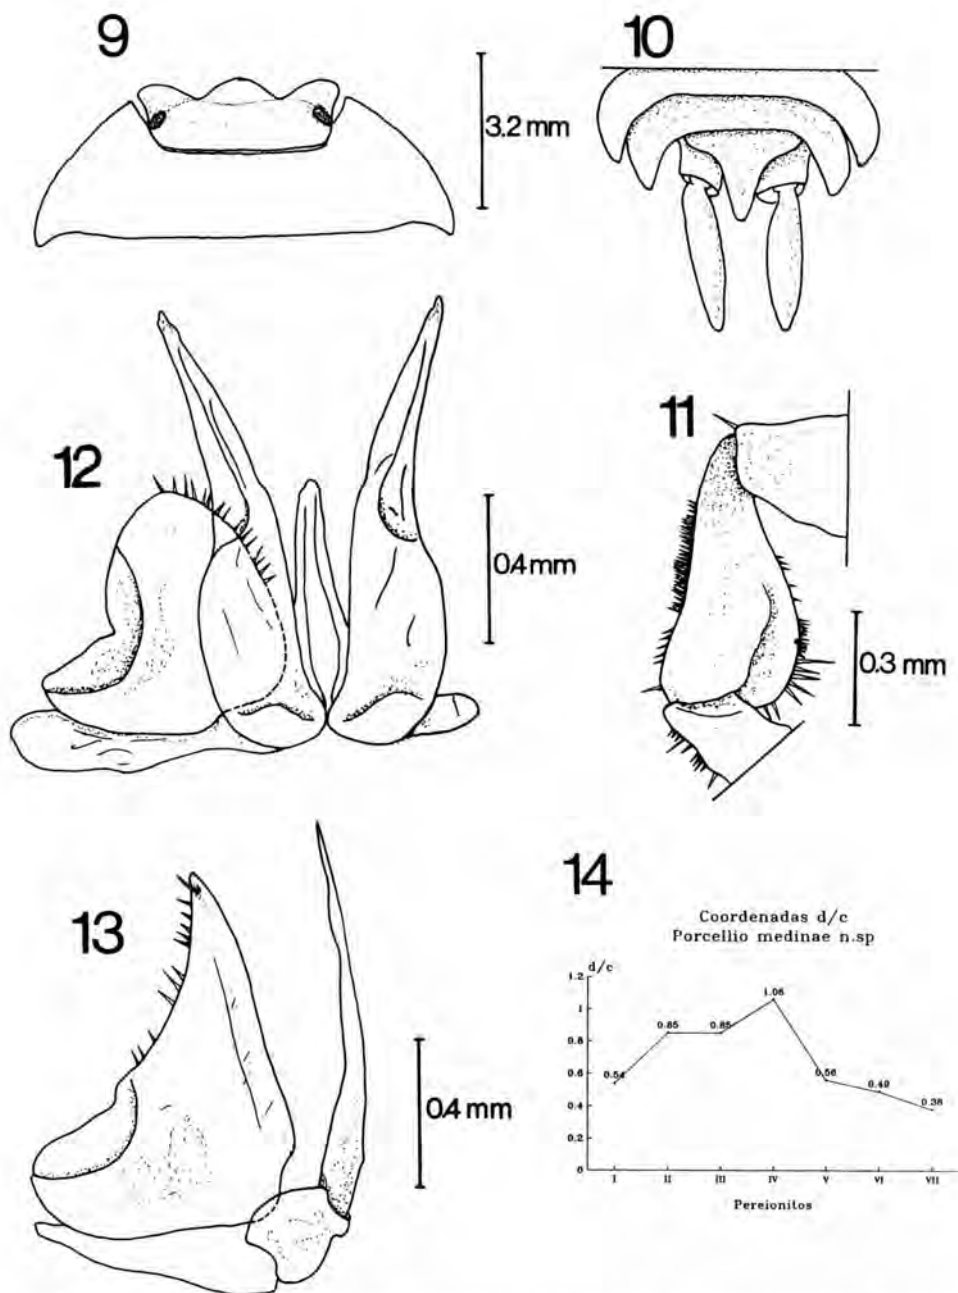 9
3.2 mm
10
11
0.3 mm
12
0.4 mm
13
0.4 mm
14
Coordenadas d/c
Porcellio medinae n.sp
d/c
1.2
1
0.8
0.6
0.4
0.2
0
0.54
0.85
0.85
1.06
0.56
0.49
0.38
I
II
III
IV
V
VI
VII
Pereionitos